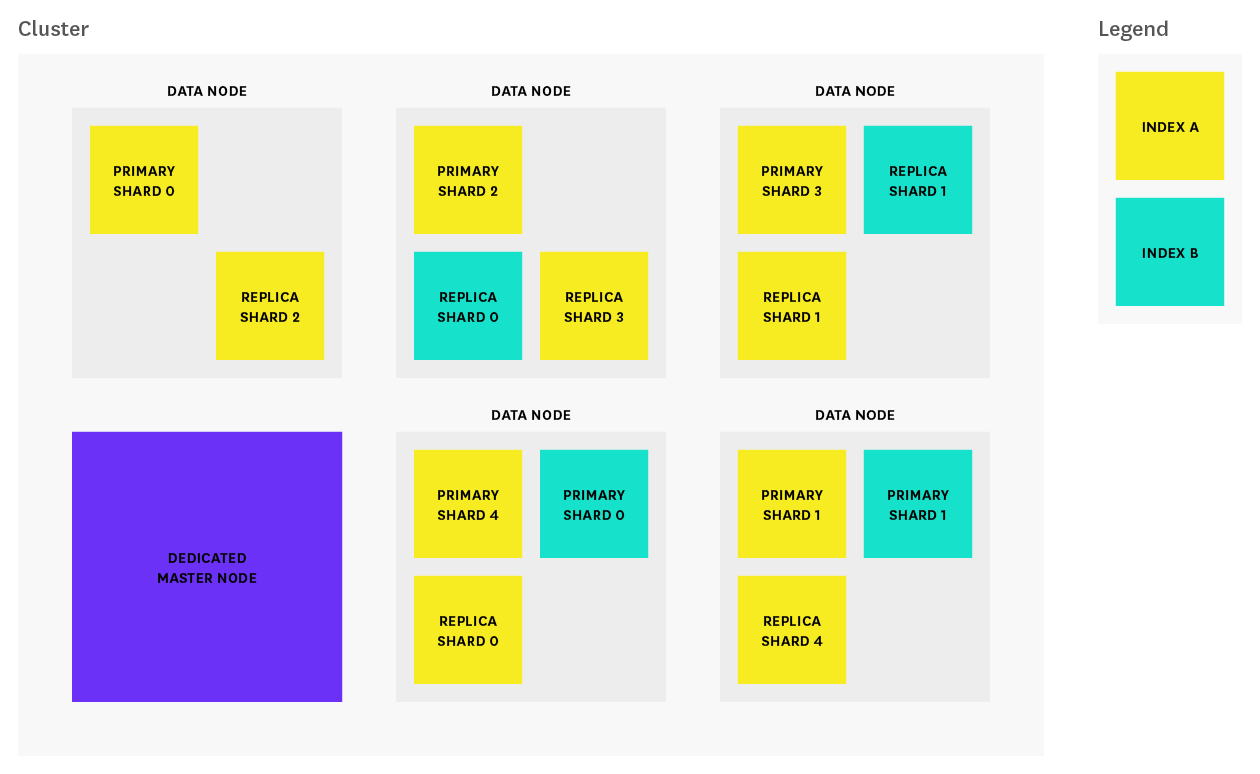 Cluster
Legend
DATA NODE
PRIMARY
SHARD 0
REPLICA
SHARD 2
DATA NODE
PRIMARY
SHARD 2
REPLICA
SHARD 0
REPLICA
SHARD 3
DATA NODE
PRIMARY
SHARD 3
REPLICA
SHARD 1
REPLICA
SHARD 1
INDEX A
INDEX B
DEDICATED
MASTER NODE
DATA NODE
PRIMARY
SHARD 4
PRIMARY
SHARD 0
REPLICA
SHARD 0
DATA NODE
PRIMARY
SHARD 1
PRIMARY
SHARD 1
REPLICA
SHARD 4